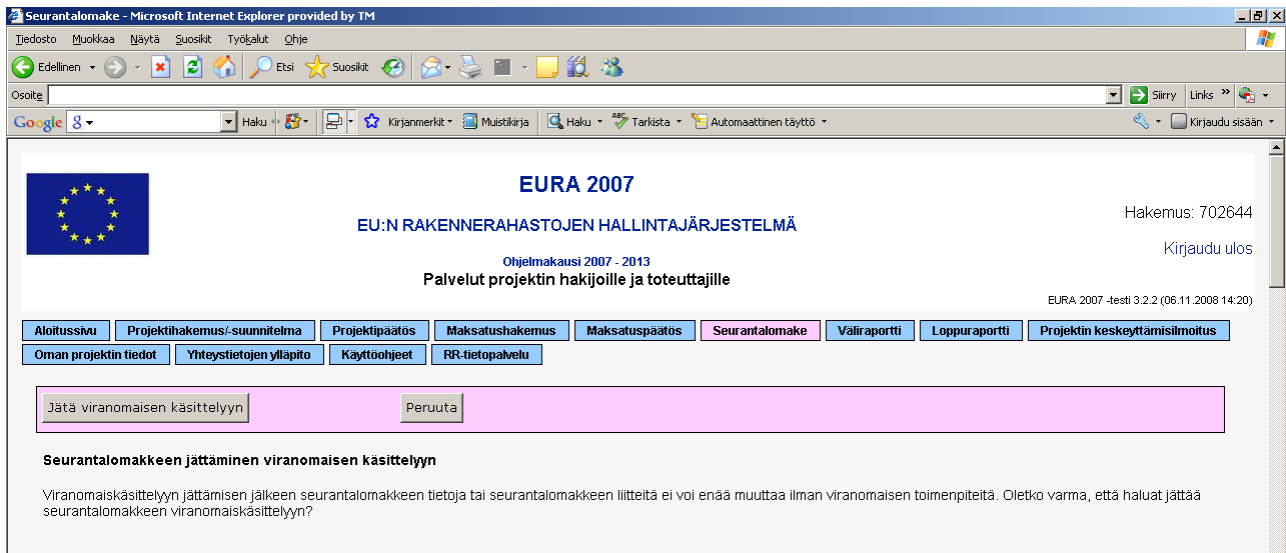 Seurantalomake - Microsoft Internet Explorer provided by TM
Tiedosto Muokkaa Näytä Suosikit Työkalut Ohje
Edellinen Etsi Suosikit
Osoite Siirry Links »
Google Haku Kirjanmerkit Muistikirja Haku ABC Tarkista Automaattinen täyttö Kirjaudu sisään
EURA 2007
Hakemus: 702644
EU:N RAKENNERAHASTOJEN HALLINTAJÄRJESTELMÄ
Kirjaudu ulos
Ohjelmakausi 2007 - 2013
Palvelut projektin hakijoille ja toteuttajille
EURA 2007 -testi 3.2.2 (06.11.2008 14:20)
Aloitussivu Projektihakemus/-suunnitelma Projektipäätös Maksatushakemus Maksatuspäätös Seurantalomake Väliraportti Loppuraportti Projektin keskeyttämisilmoitus
Oman projektin tiedot Yhteystietojen ylläpito Käyttöohjeet RR-tietopalvelu
Jätä viranomaisen käsittelyyn Peruuta
Seurantalomakkeen jättäminen viranomaisen käsittelyyn
Viranomaiskäsittelyyn jättämisen jälkeen seurantalomakkeen tietoja tai seurantalomakkeen liitteitä ei voi enää muuttaa ilman viranomaisen toimenpiteitä. Oletko varma, että haluat jättää
seurantalomakkeen viranomaiskäsittelyyn?